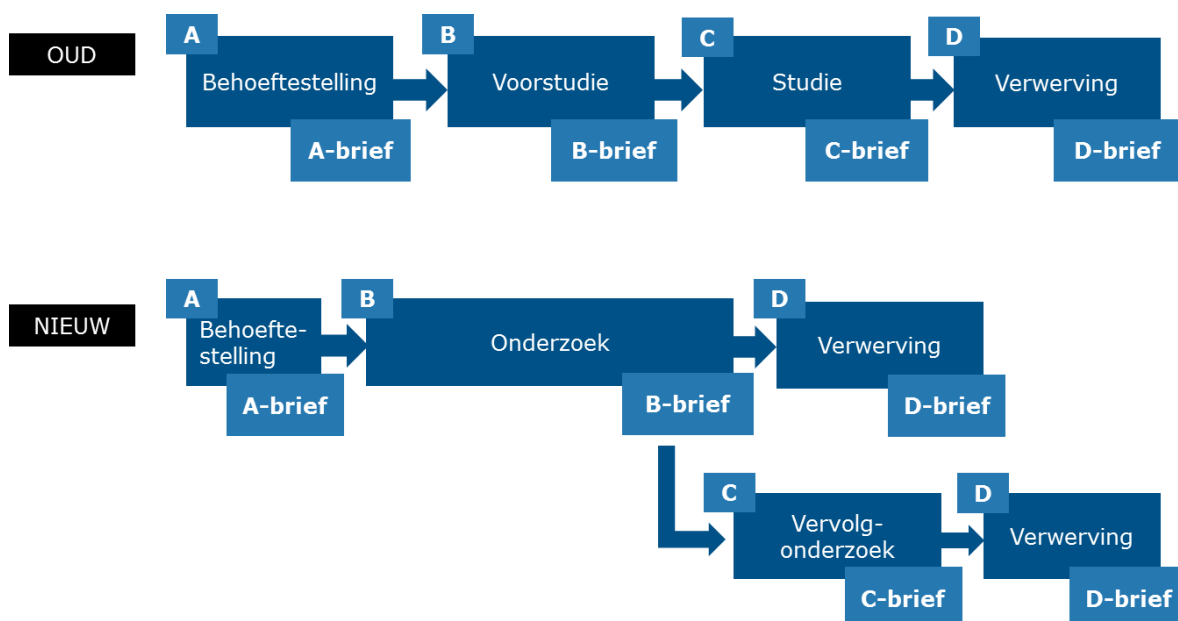 OUD
A
Behoeftestelling
A-brief
B
Voorstudie
B-brief
C
Studie
C-brief
D
Verwerving
D-brief
NIEUW
A
Behoefte-
stelling
A-brief
B
Onderzoek
B-brief
D
Verwerving
D-brief
C
Vervolg-
onderzoek
C-brief
D
Verwerving
D-brief